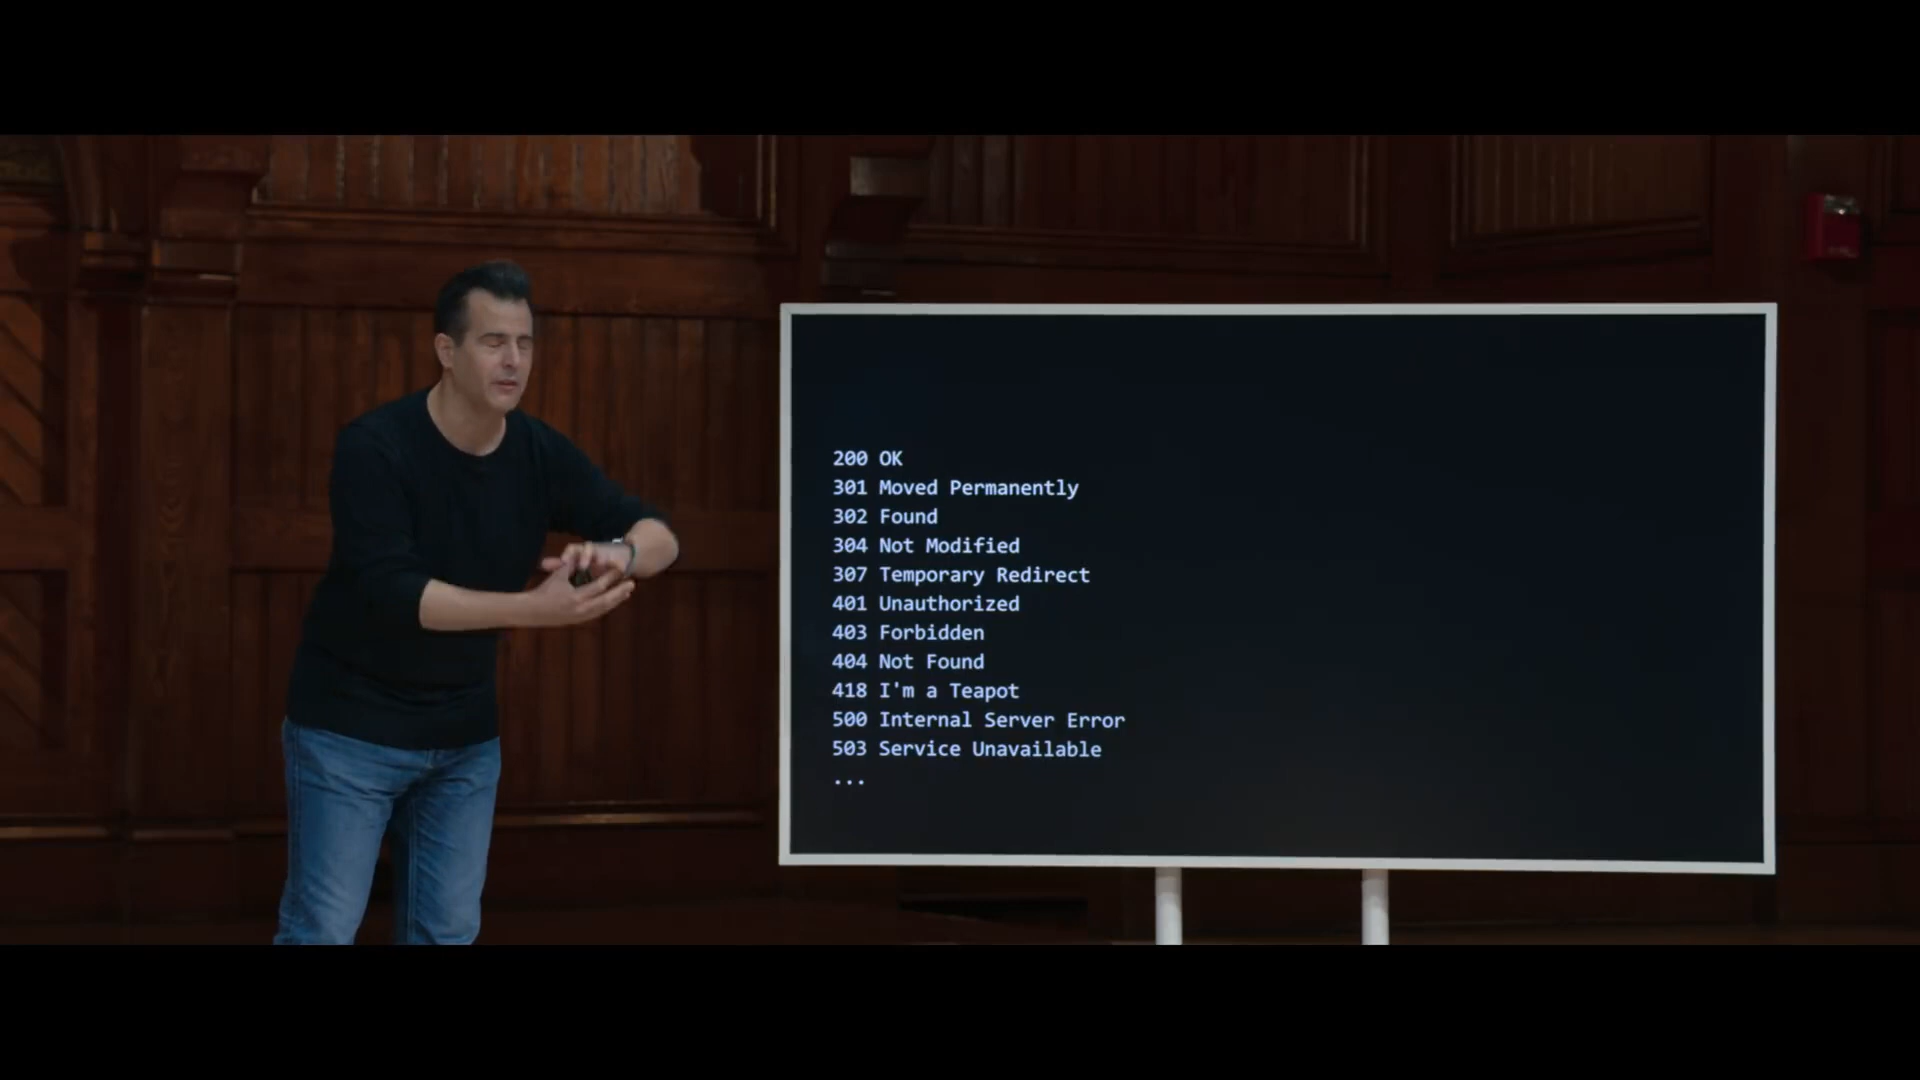 200 OK
301 Moved Permanently
302 Found
304 Not Modified
307 Temporary Redirect
401 Unauthorized
403 Forbidden
404 Not Found
418 I'm a Teapot
500 Internal Server Error
503 Service Unavailable
...